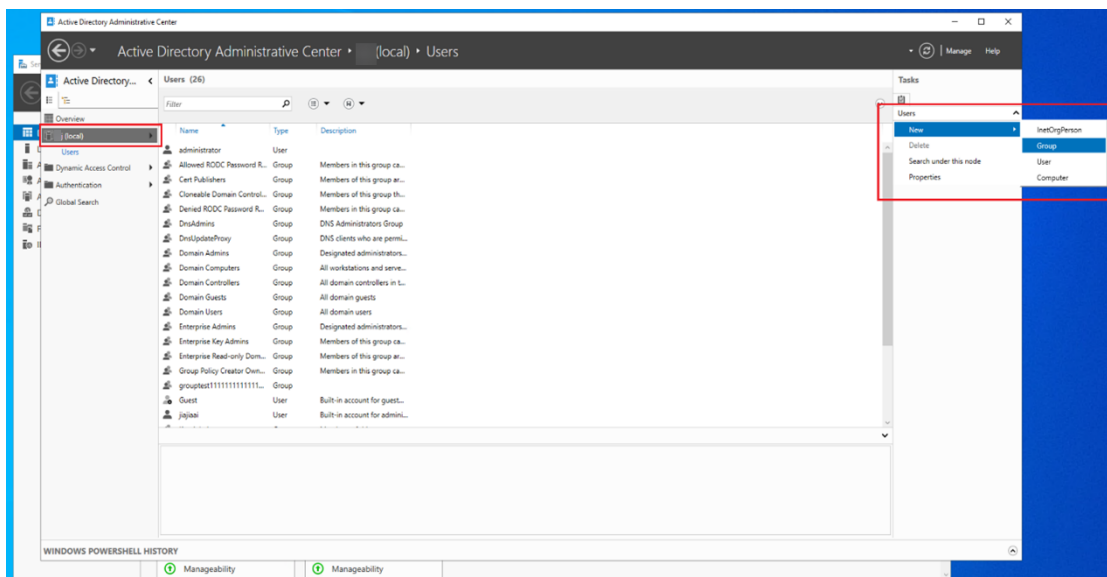 Active Directory Administrative Center
Active Directory Administrative Center • (local) • Users
Manage Help
Active Directory...
Overview
(local)
Users
Dynamic Access Control
Authentication
Global Search
Users (26)
Filter
Name Type Description
administrator User
Allowed RODC Password R... Group Members in this group ca...
Cert Publishers Group Members of this group ar...
Cloneable Domain Control... Group Members of this group th...
Denied RODC Password R... Group Members in this group ca...
DnsAdmins Group DNS Administrators Group
DnsUpdateProxy Group DNS clients who are permi...
Domain Admins Group Designated administrators...
Domain Computers Group All workstations and serve...
Domain Controllers Group All domain controllers in t...
Domain Guests Group All domain guests
Domain Users Group All domain users
Enterprise Admins Group Designated administrators...
Enterprise Key Admins Group Members of this group ca...
Enterprise Read-only Dom... Group Members of this group ar...
Group Policy Creator Own... Group Members in this group ca...
grouptest1111111111111... Group
Guest User Built-in account for guest...
jiajiaai User Built-in account for admini...
Tasks
Users
New
Delete
Search under this node
Properties
InetOrgPerson
Group
User
Computer
WINDOWS POWERSHELL HISTORY
Manageability
Manageability